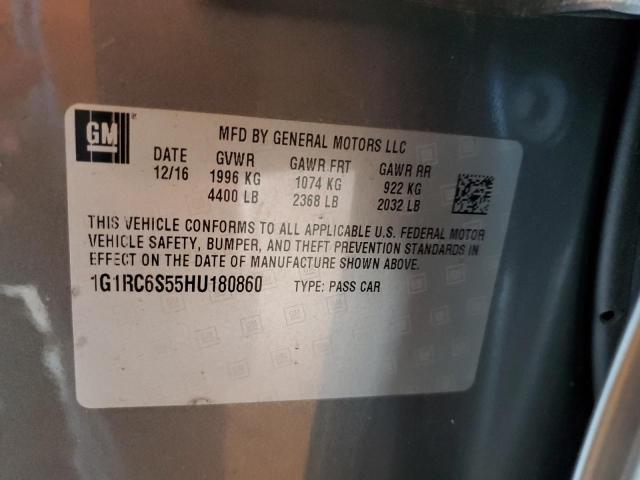 GM
MFD BY GENERAL MOTORS LLC
DATE GVWR GAWR FRT GAWR RR
12/16 1996 KG 1074 KG 922 KG
4400 LB 2368 LB 2032 LB
THIS VEHICLE CONFORMS TO ALL APPLICABLE U.S. FEDERAL MOTOR
VEHICLE SAFETY, BUMPER, AND THEFT PREVENTION STANDARDS IN
EFFECT ON THE DATE OF MANUFACTURE SHOWN ABOVE.
1G1RC6S55HU180860 TYPE: PASS CAR